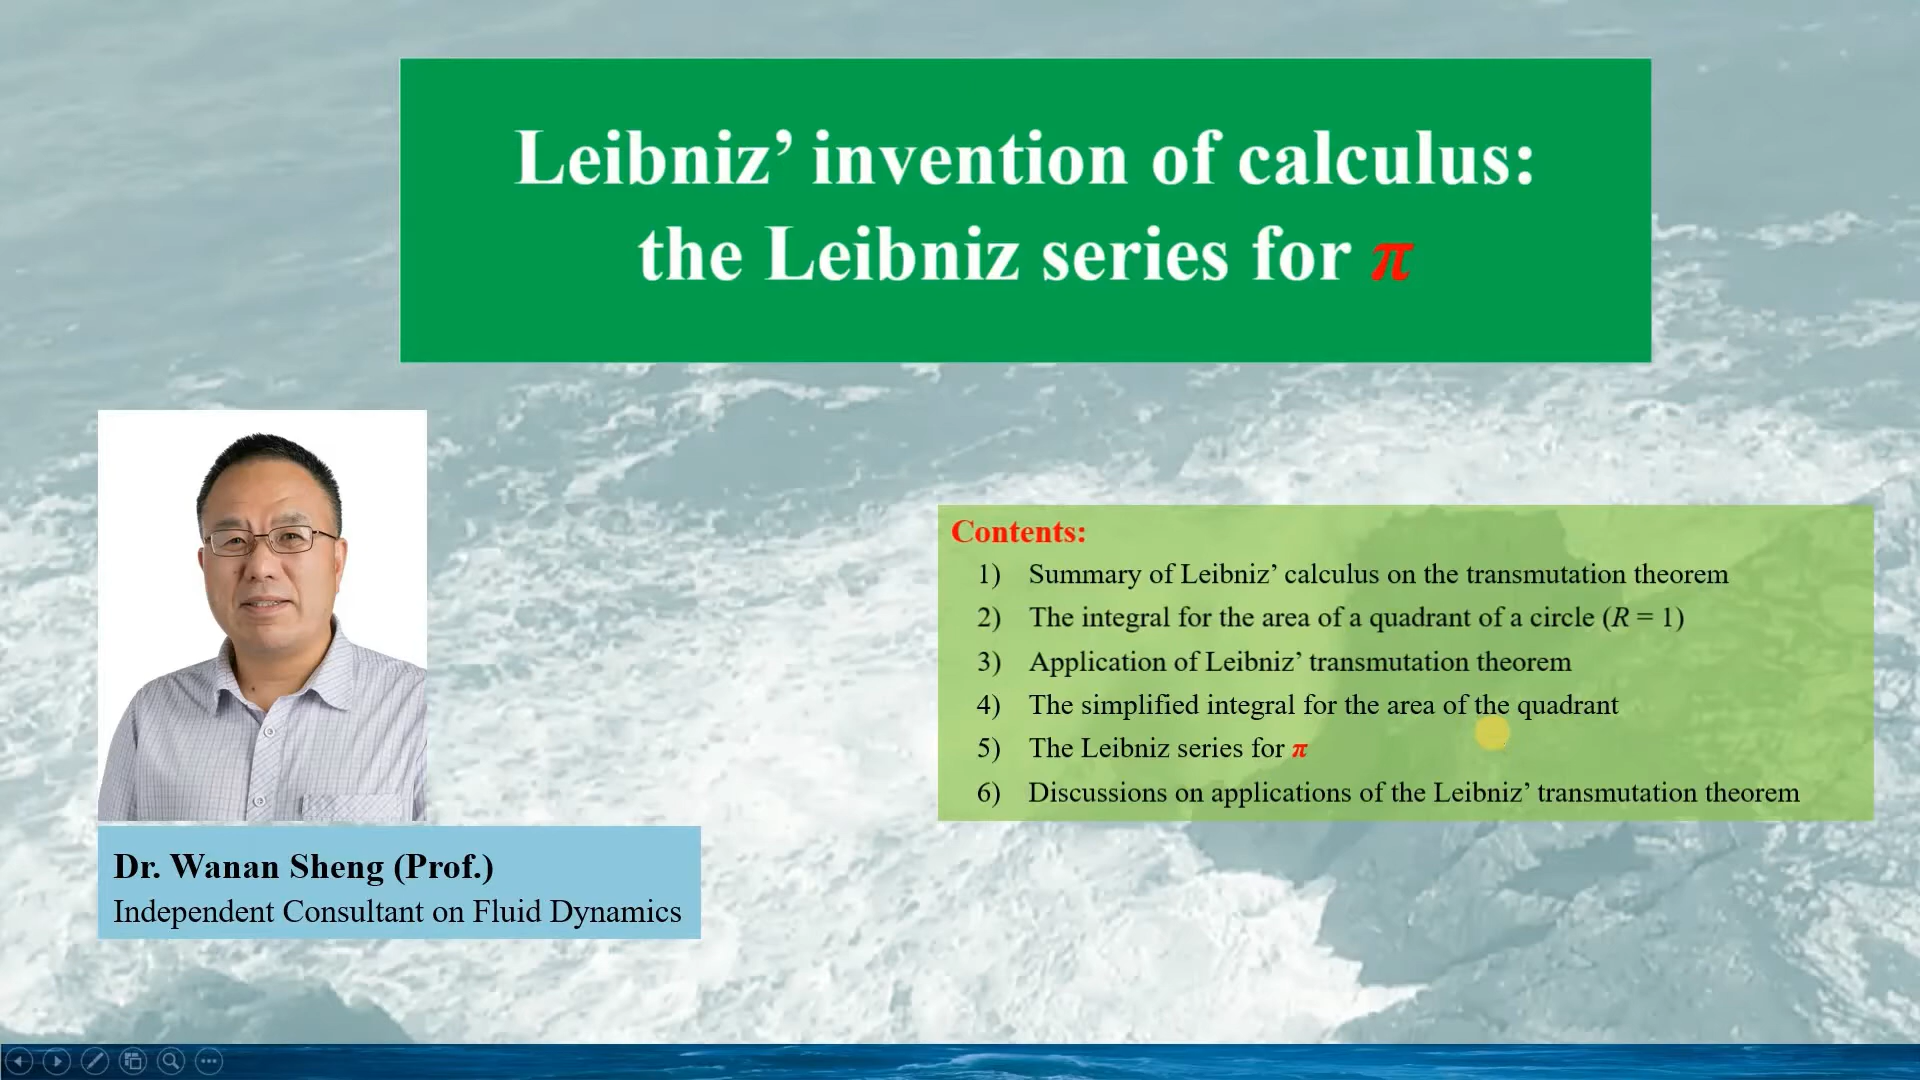 Leibniz’ invention of calculus:
the Leibniz series for π
Contents:
1) Summary of Leibniz’ calculus on the transmutation theorem
2) The integral for the area of a quadrant of a circle (R = 1)
3) Application of Leibniz’ transmutation theorem
4) The simplified integral for the area of the quadrant
5) The Leibniz series for π
6) Discussions on applications of the Leibniz’ transmutation theorem
Dr. Wanan Sheng (Prof.)
Independent Consultant on Fluid Dynamics